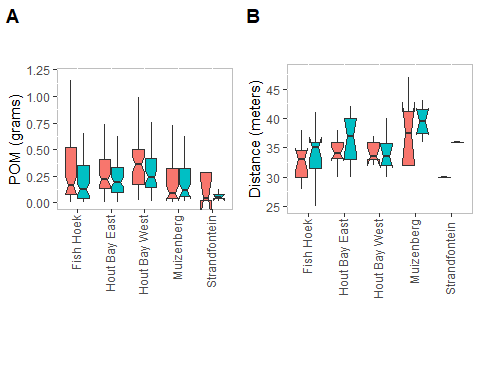 A
POM (grams)
1.25
1.00
0.75
0.50
0.25
0.00
Fish Hoek
Hout Bay East
Hout Bay West
Muizenberg
Strandfontein
B
Distance (meters)
45
40
35
30
25
Fish Hoek
Hout Bay East
Hout Bay West
Muizenberg
Strandfontein